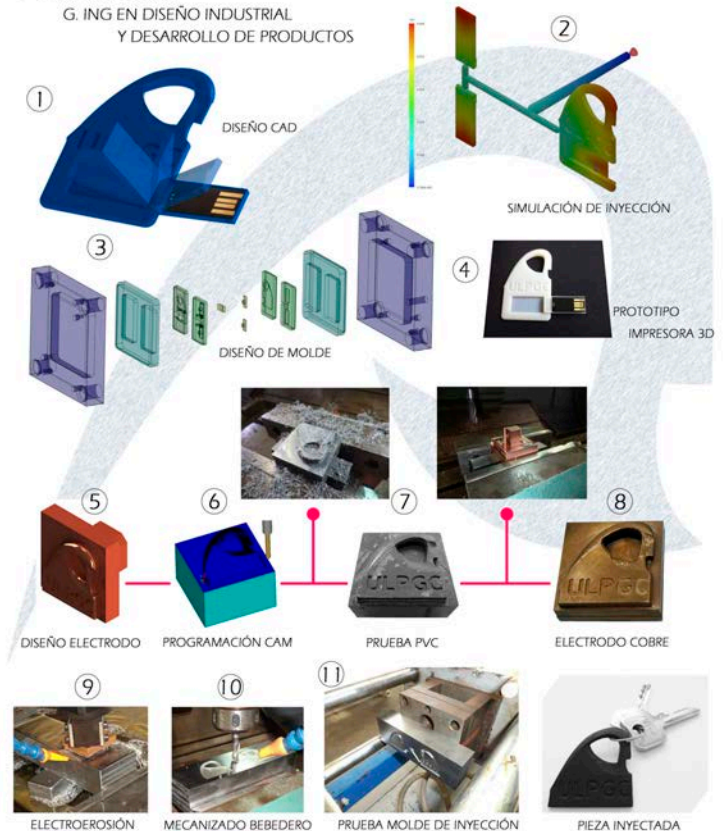 G. ING EN DISEÑO INDUSTRIAL
Y DESARROLLO DE PRODUCTOS
①
DISEÑO CAD
②
SIMULACIÓN DE INYECCIÓN
③
DISEÑO DE MOLDE
④
ULPGC
PROTOTIPO
IMPRESORA 3D
⑤
DISEÑO ELECTRODO
⑥
PROGRAMACIÓN CAM
⑦
ULPGC
PRUEBA PVC
⑧
ULPGC
ELECTRODO COBRE
⑨
ELECTROEROSIÓN
⑩
MECANIZADO BEBEDERO
⑪
PRUEBA MOLDE DE INYECCIÓN
ULPGC
PIEZA INYECTADA